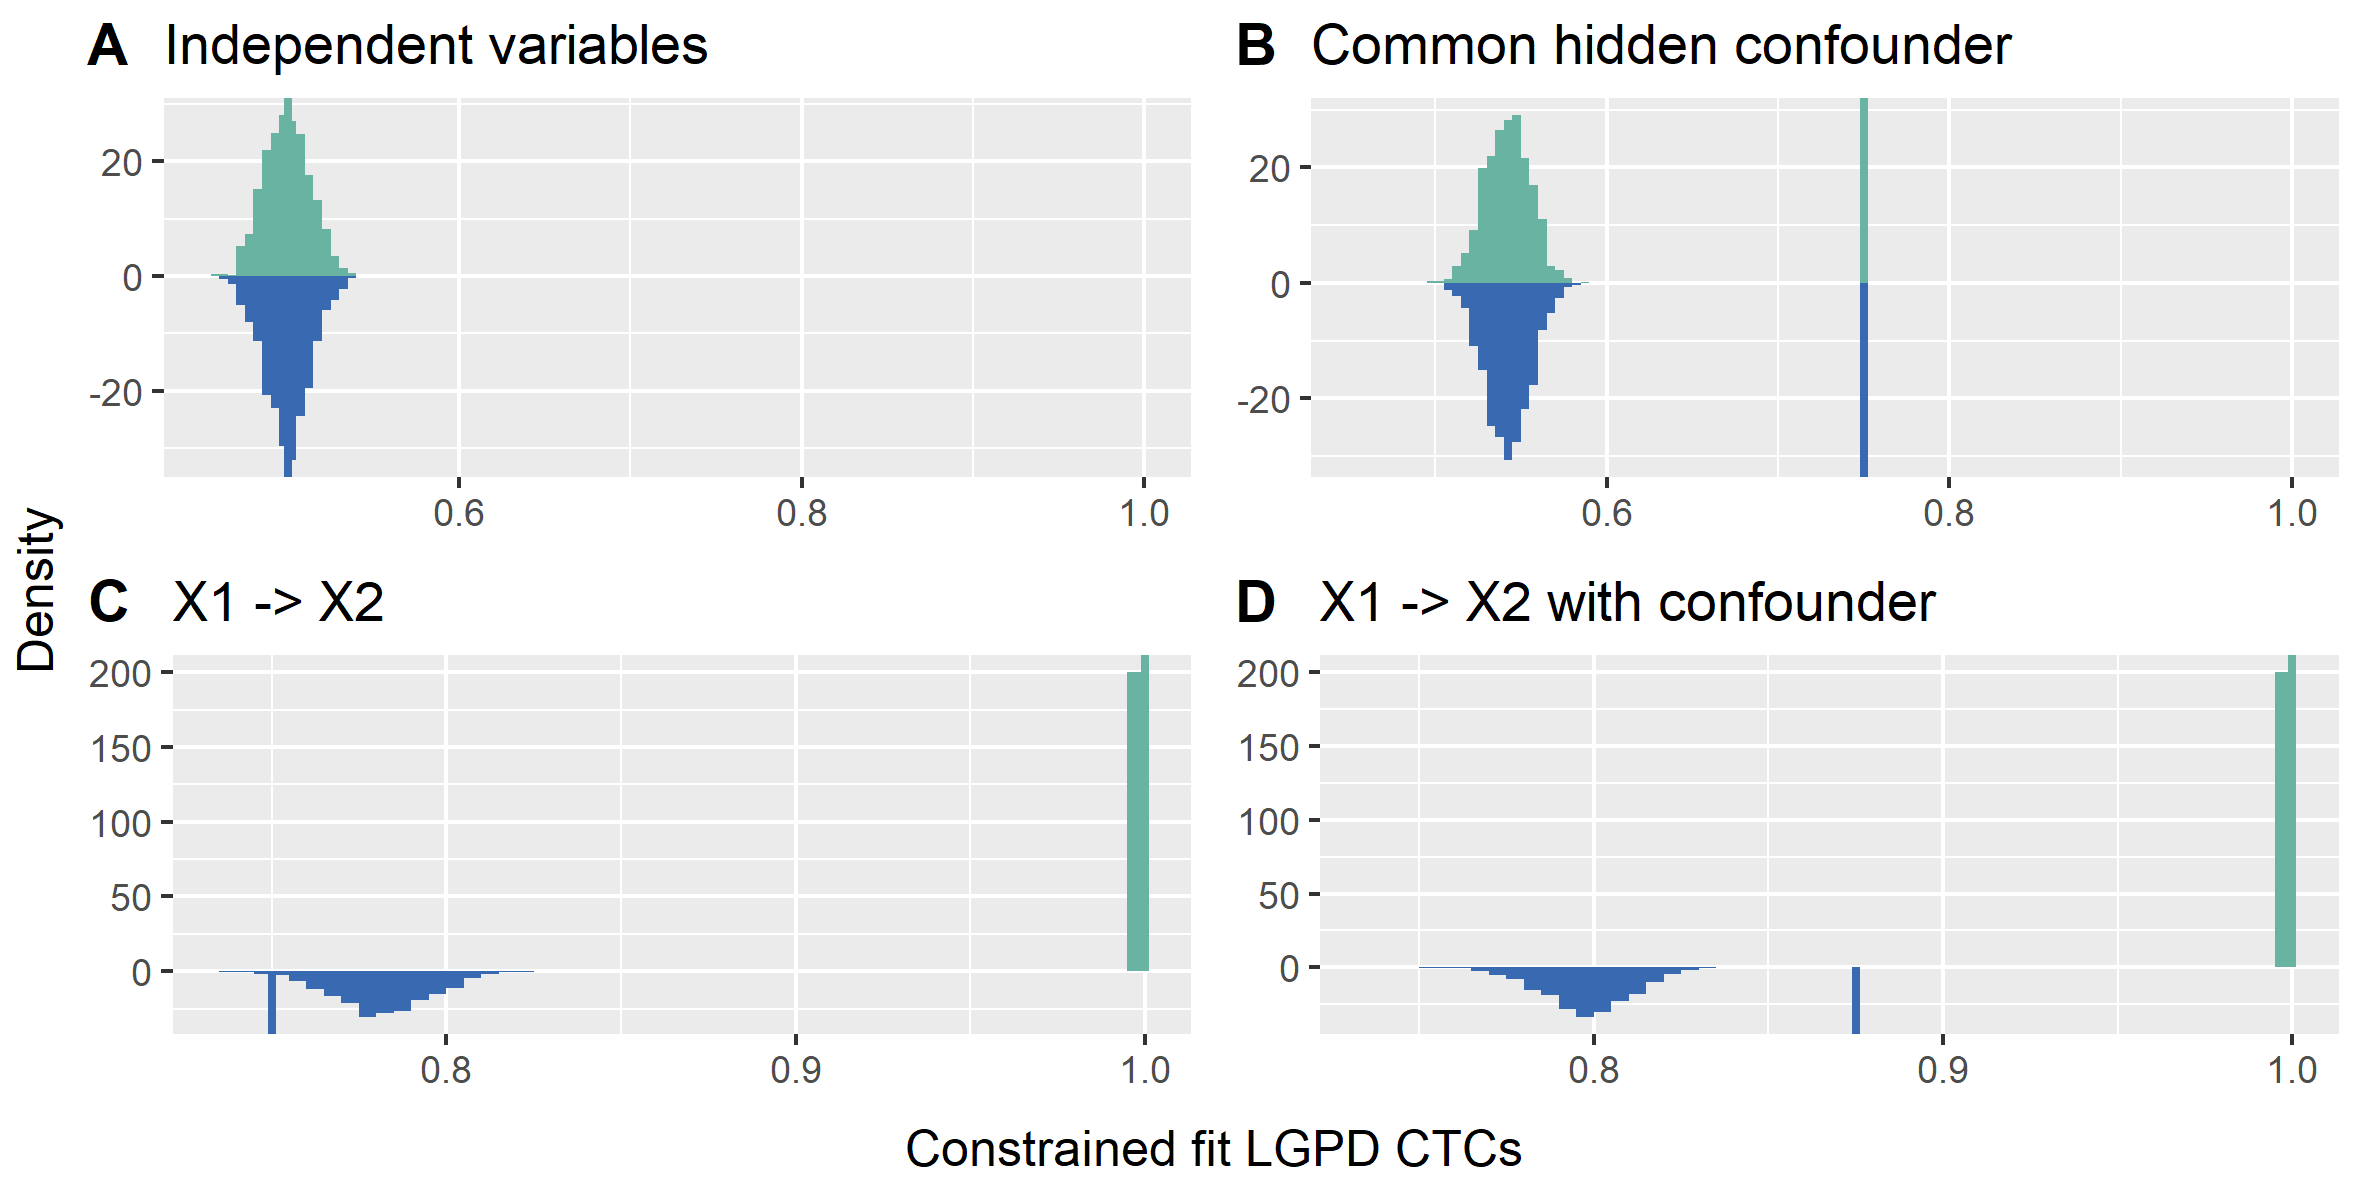 A Independent variables
20
0
-20
0.6 0.8 1.0
B Common hidden confounder
20
0
-20
0.6 0.8 1.0
Density
C X1 -> X2
200
150
100
50
0
0.8 0.9 1.0
D X1 -> X2 with confounder
200
150
100
50
0
0.8 0.9 1.0
Constrained fit LGPD CTCs